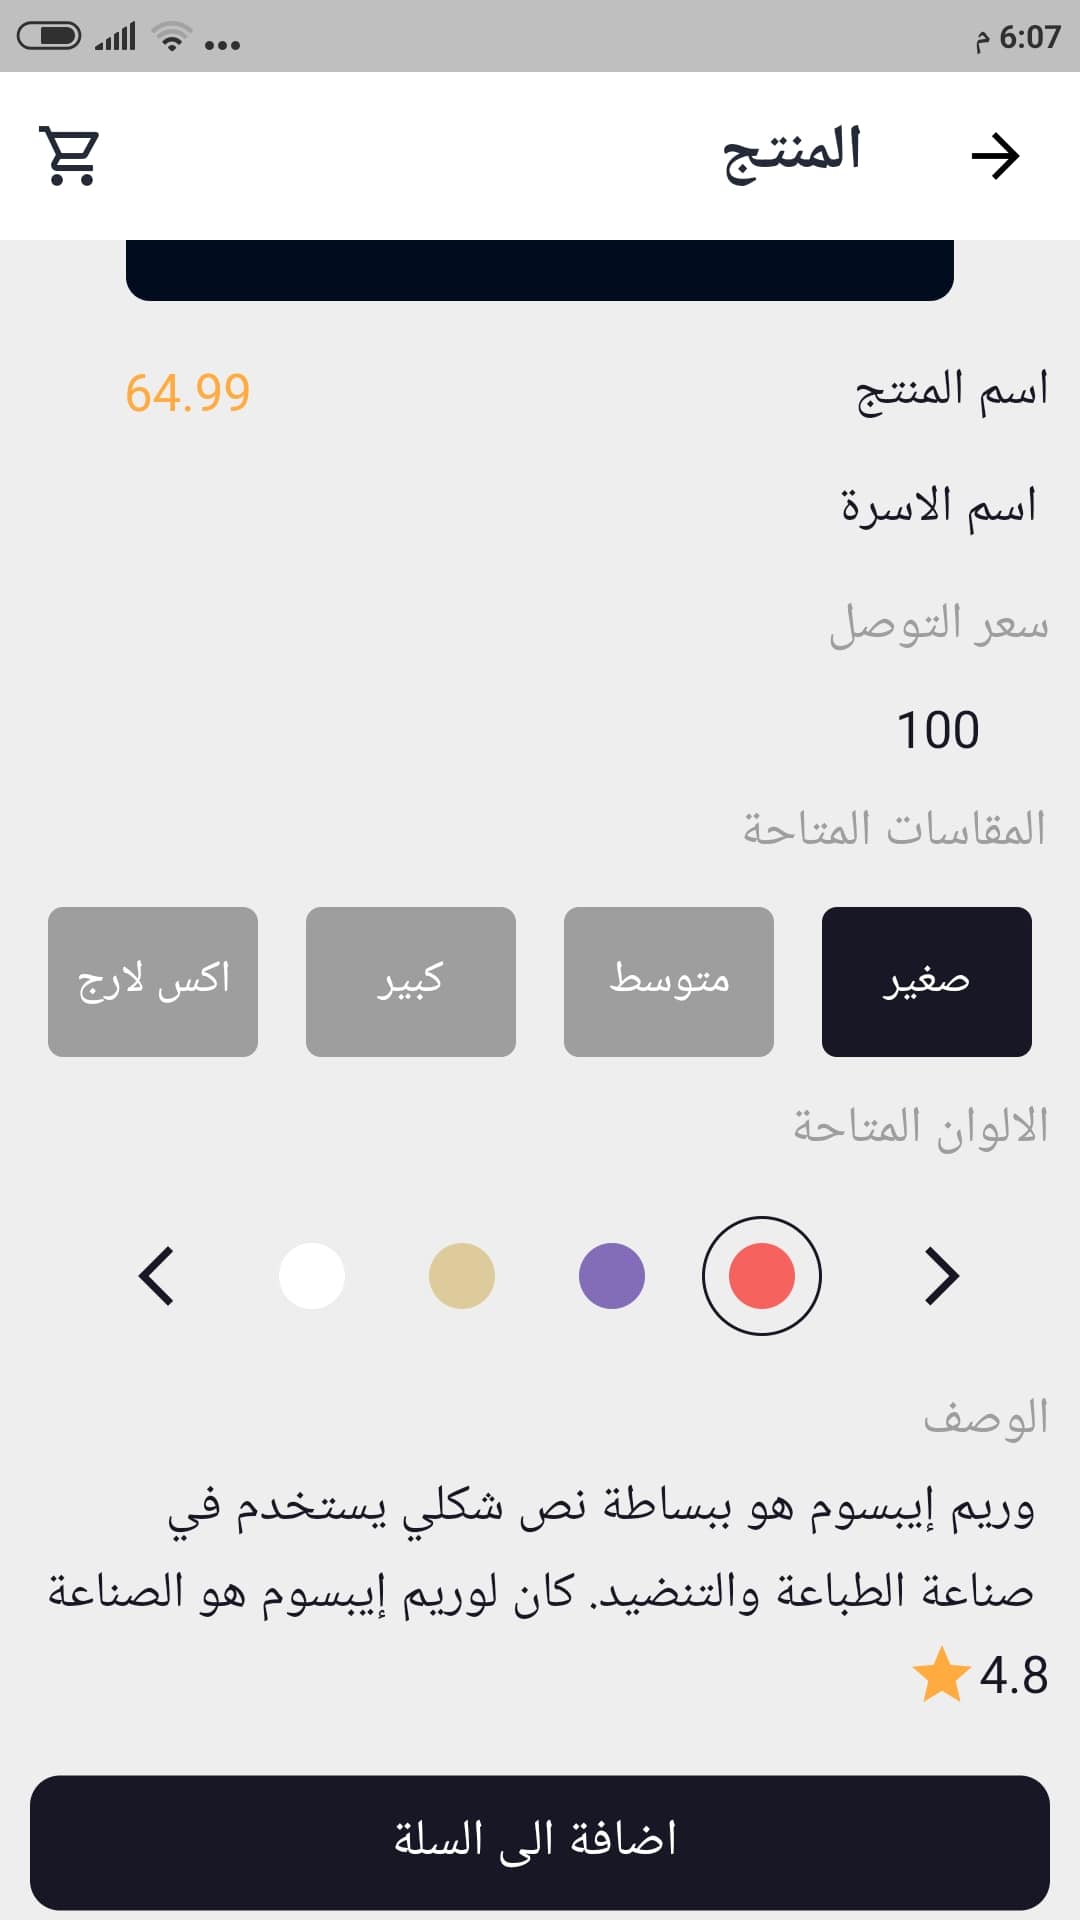 6:07 م
المنتج
اسم المنتج
64.99
اسم الاسرة
سعر التوصل
100
المقاسات المتاحة
صغير
متوسط
كبير
اكس لارج
الالوان المتاحة
الوصف
وريم إيبسوم هو ببساطة نص شكلي يستخدم في
صناعة الطباعة والتنضيد. كان لوريم إيبسوم هو الصناعة
4.8
اضافة الى السلة